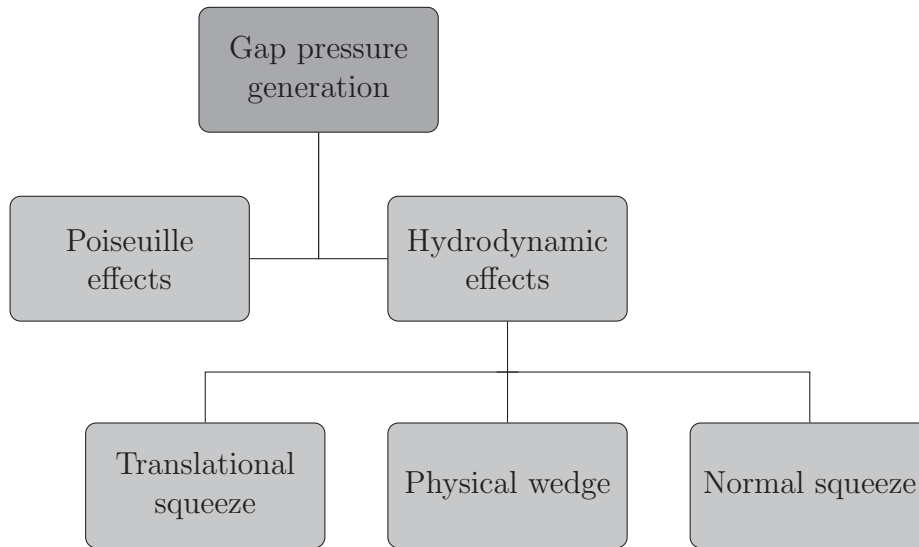 Gap pressure
generation
Poiseuille
effects
Hydrodynamic
effects
Translational
squeeze
Physical wedge
Normal squeeze